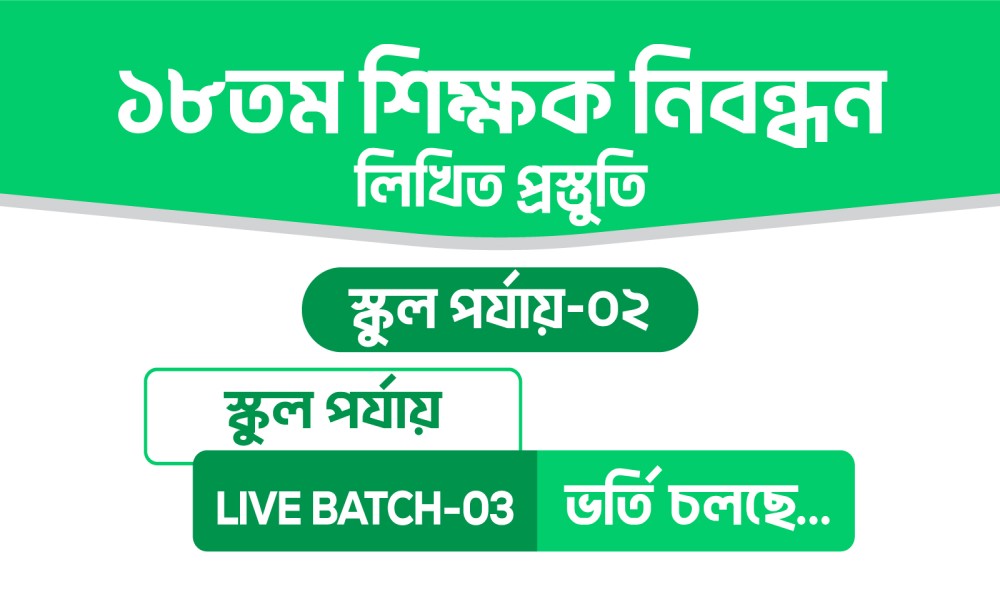 ১৮তম শিক্ষক নিবন্ধন
লিখিত প্রস্তুতি
স্কুল পর্যায়-০২
স্কুল পর্যায়
LIVE BATCH-03 ভর্তি চলছে...